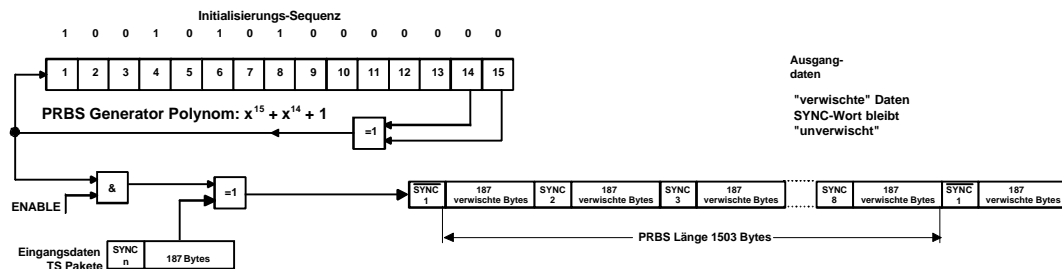 Initialisierungs-Sequenz
1 0 0 1 0 1 0 1 0 0 0 0 0 0 0
1 2 3 4 5 6 7 8 9 10 11 12 13 14 15
PRBS Generator Polynom: x15 + x14 + 1
=1
Ausgang-
daten
"verwischte" Daten
SYNC-Wort bleibt
"unverwischt"
&
=1
ENABLE
SYNC
1
187
verwischte Bytes
SYNC
2
187
verwischte Bytes
SYNC
3
187
verwischte Bytes
SYNC
8
187
verwischte Bytes
SYNC
1
187
verwischte Bytes
PRBS Länge 1503 Bytes
Eingangsdaten
TS Pakete
SYNC
n
187 Bytes